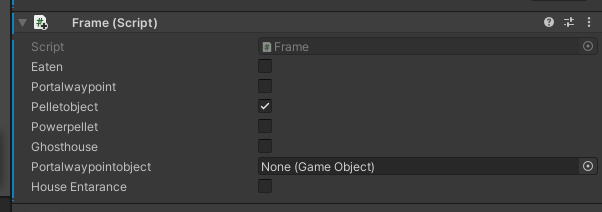 Frame (Script)
Script Frame
Eaten
Portalwaypoint
Pelletobject
Powerpellet
Ghosthouse
Portalwaypointobject None (Game Object)
House Entarance